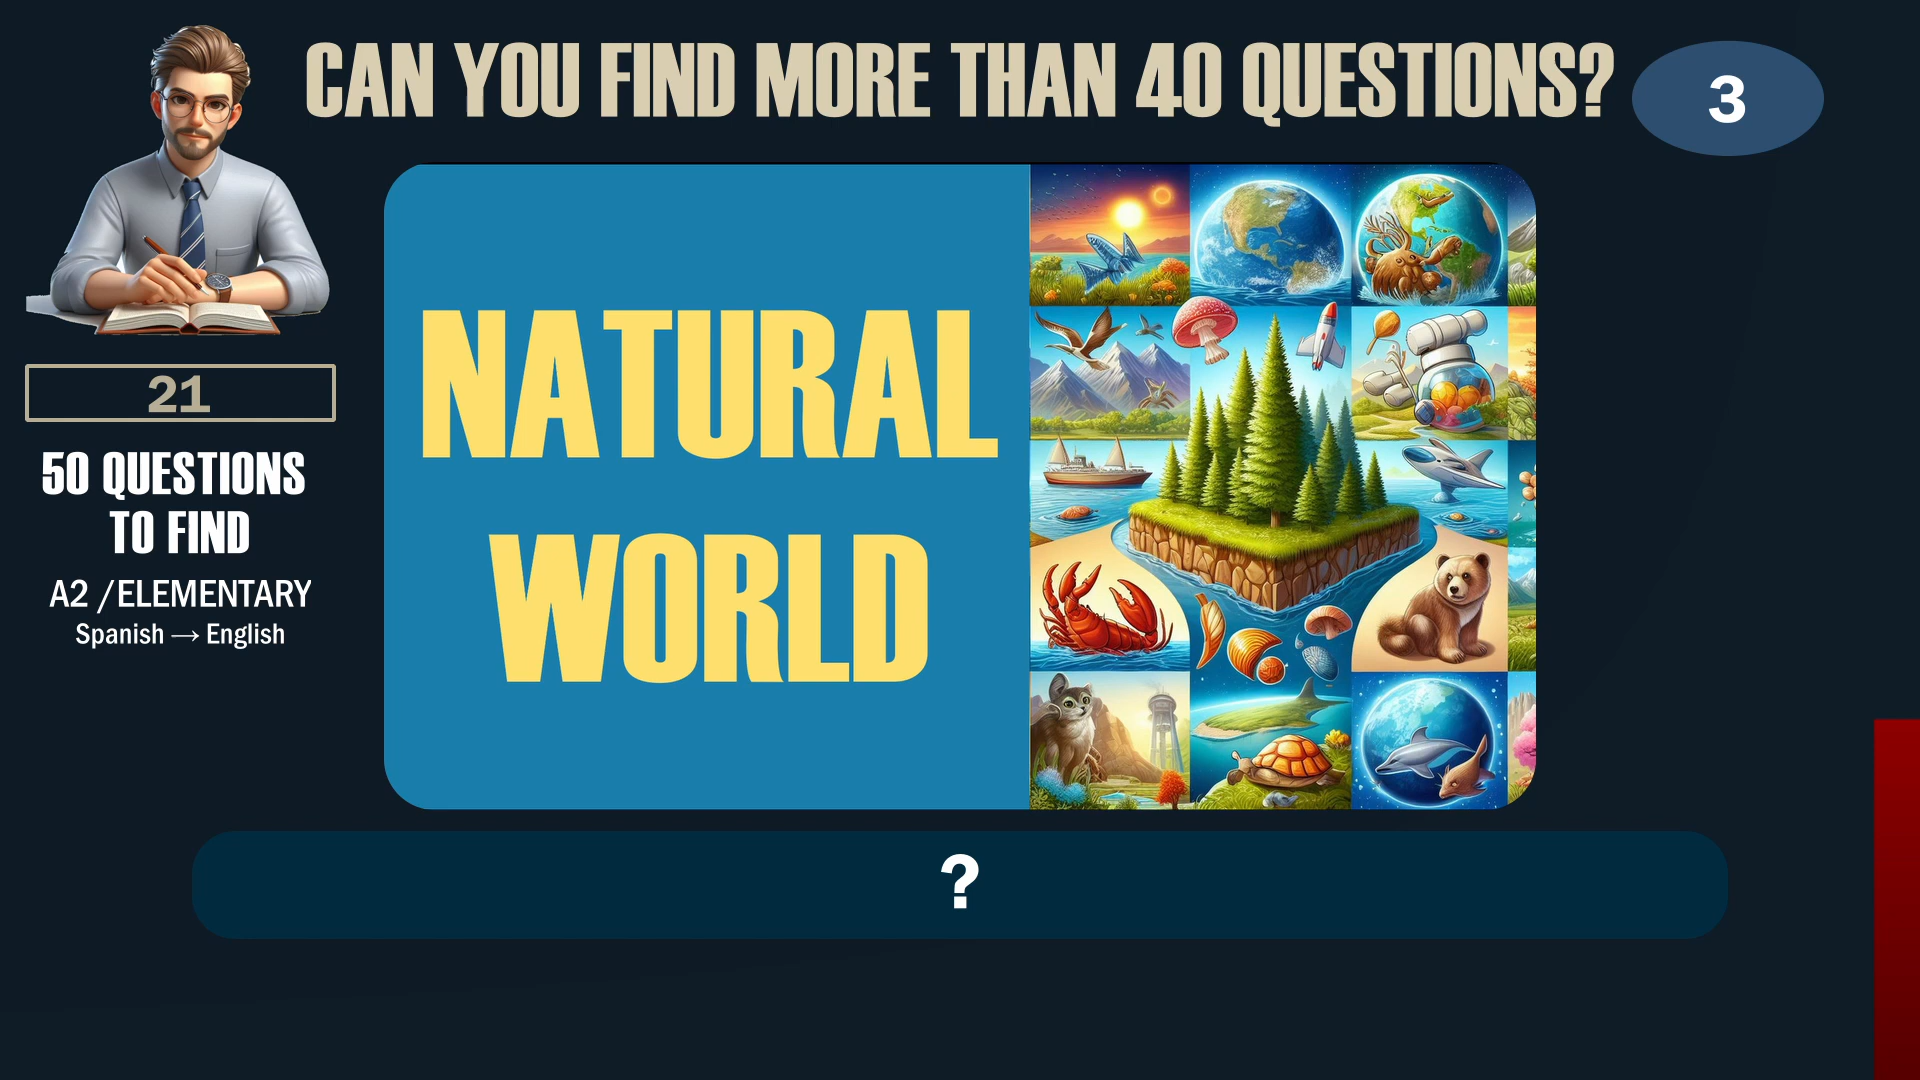 CAN YOU FIND MORE THAN 40 QUESTIONS?
3
21
50 QUESTIONS
TO FIND
A2 /ELEMENTARY
Spanish → English
NATURAL
WORLD
?